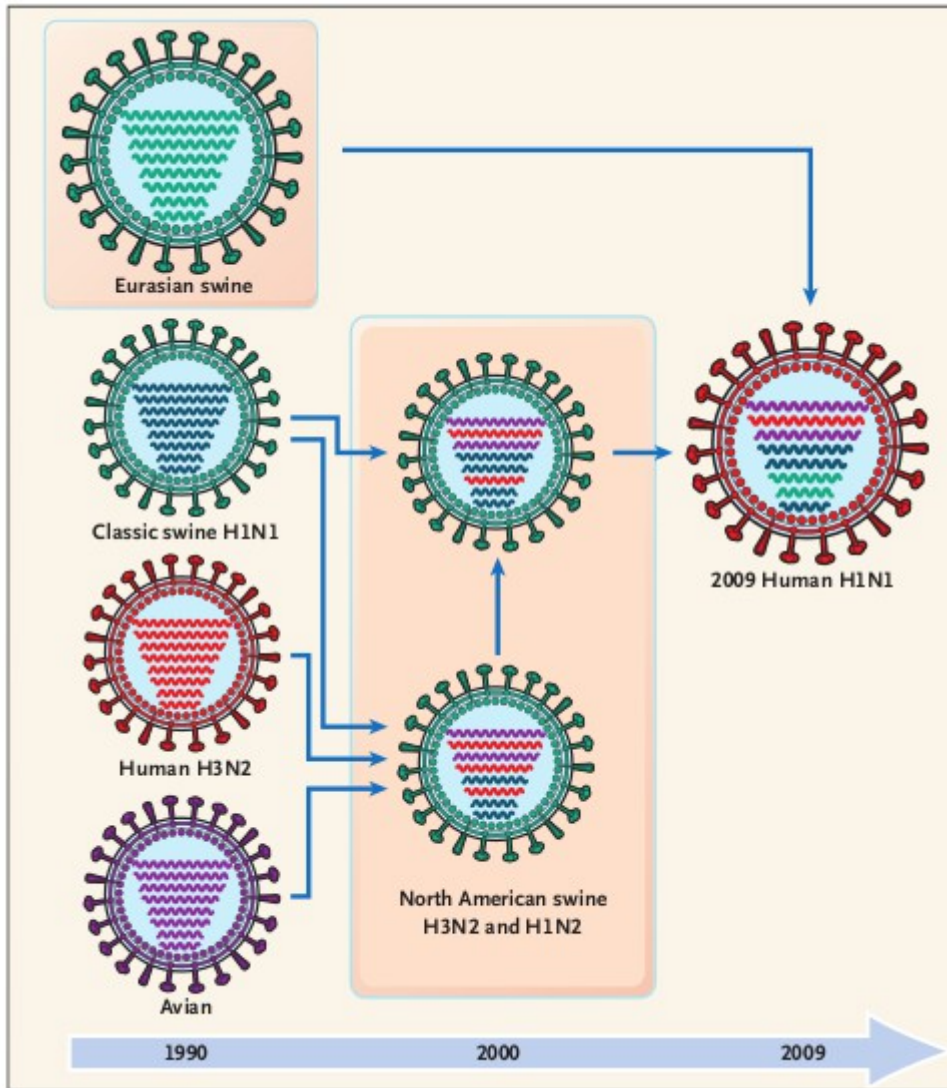 Eurasian swine
Classic swine H1N1
2009 Human H1N1
Human H3N2
North American swine
H3N2 and H1N2
Avian
1990
2000
2009